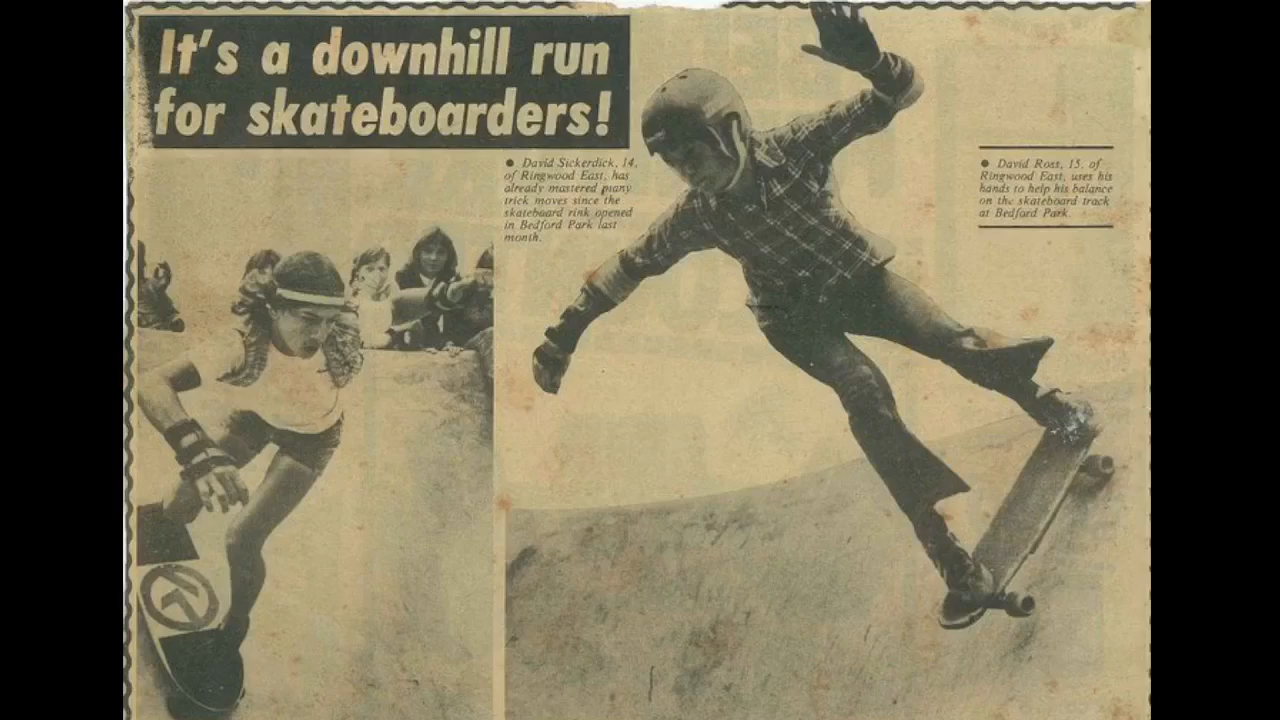 It's a downhill run
for skateboarders!
● David Sickerdick, 14,
of Ringwood East, has
already mastered many
trick moves since the
skateboard rink opened
in Bedford Park last
month.
● David Ross, 15, of
Ringwood East, uses his
hands to help his balance
on the skateboard track
at Bedford Park.